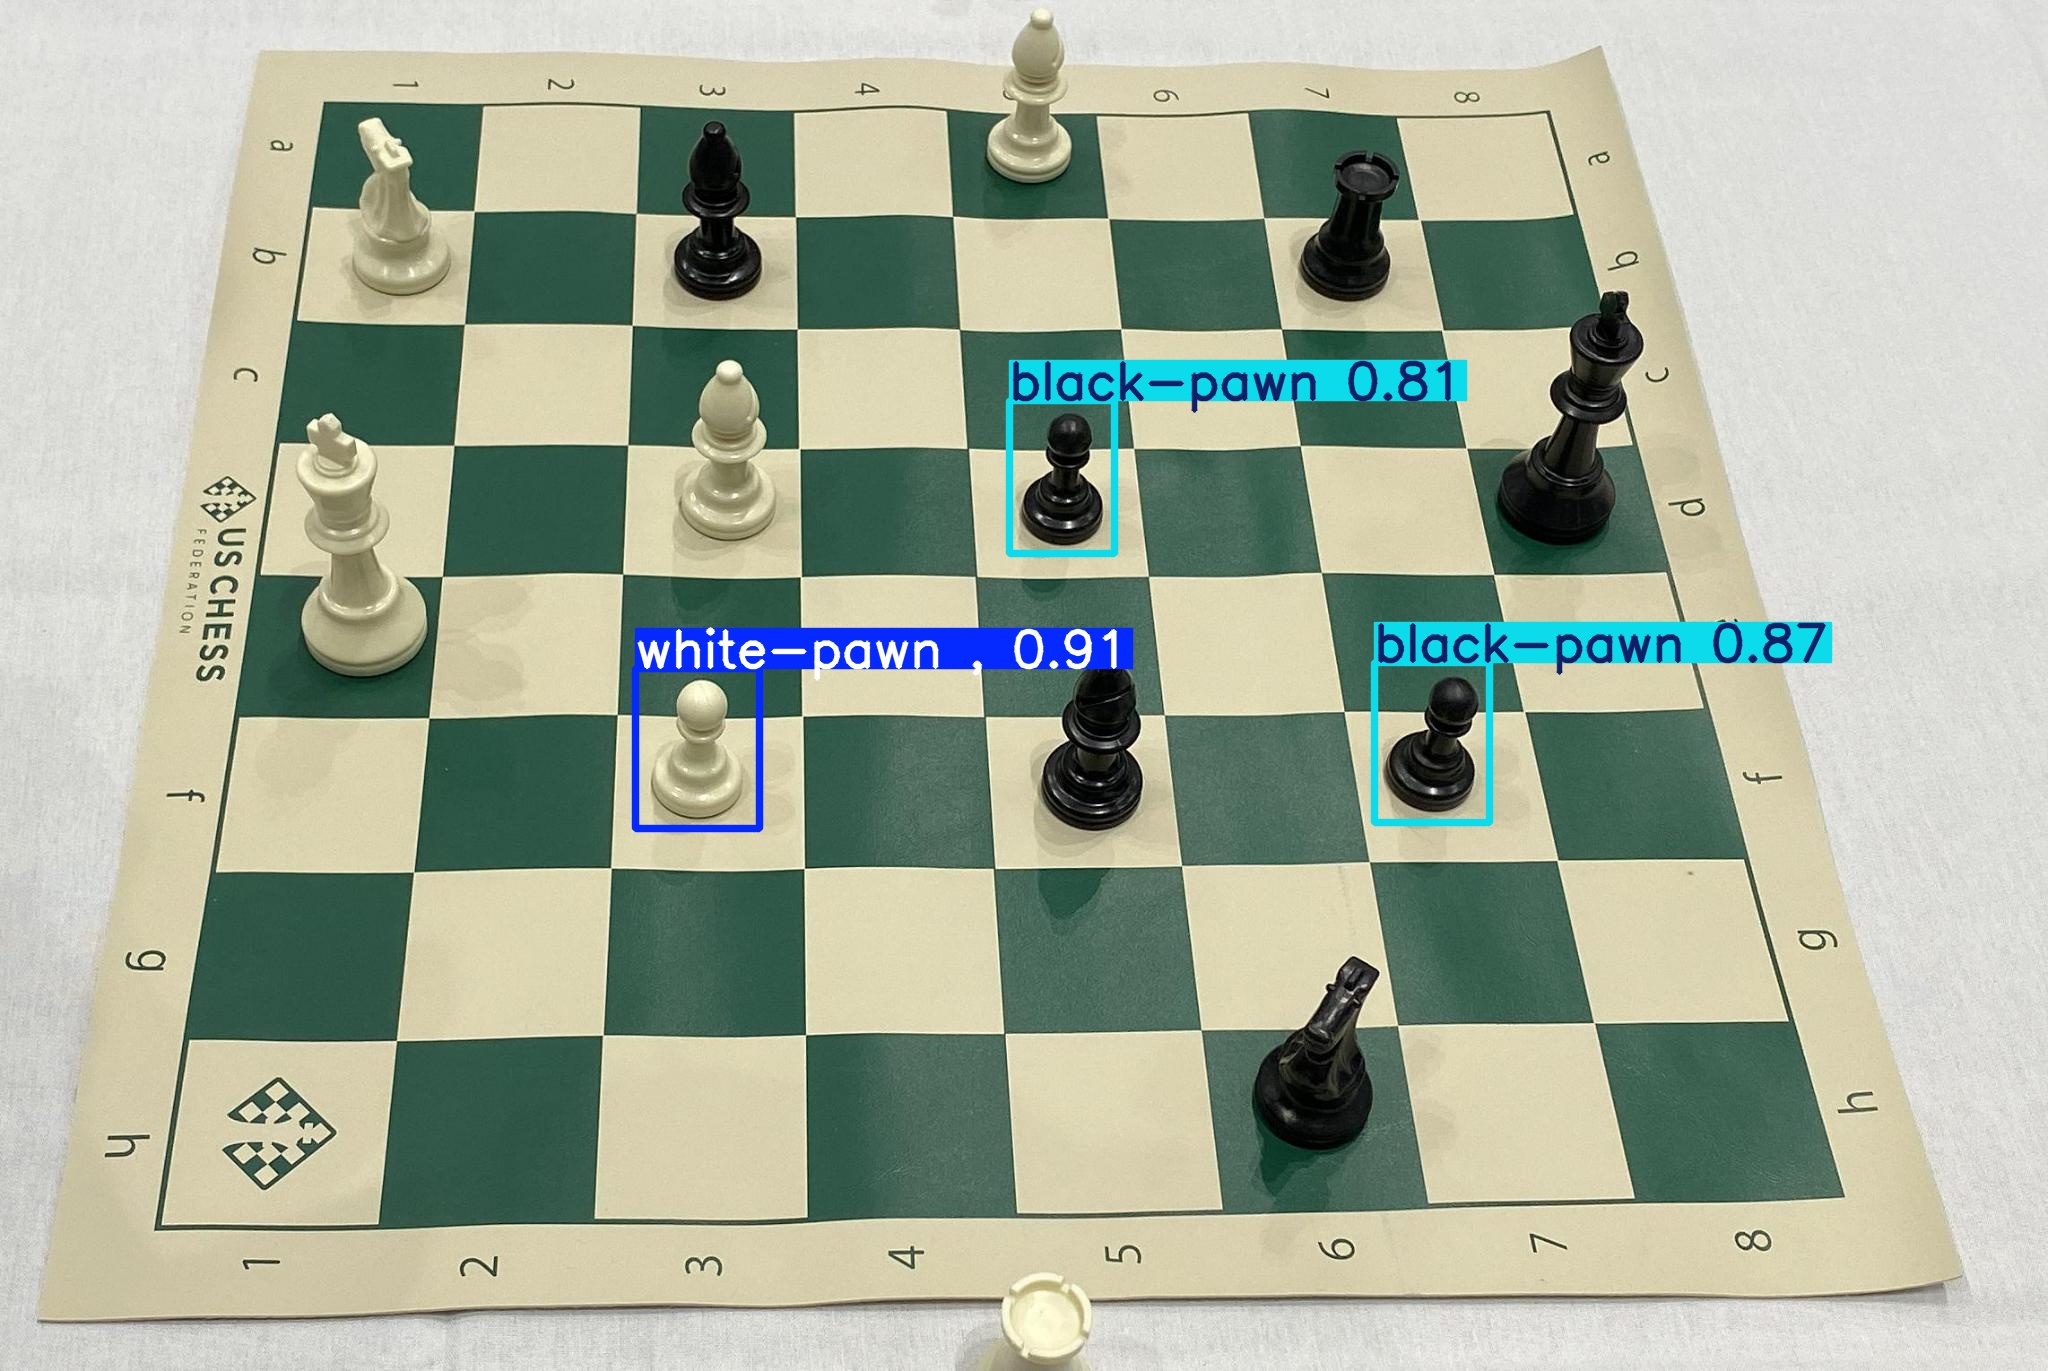 1 2 3 4 6 7 8
a a
b b
c c
black-pawn 0.81
d
US CHESS
FEDERATION
white-pawn , 0.91
black-pawn 0.87
f f
g g
h h
1 2 3 4 5 6 7 8